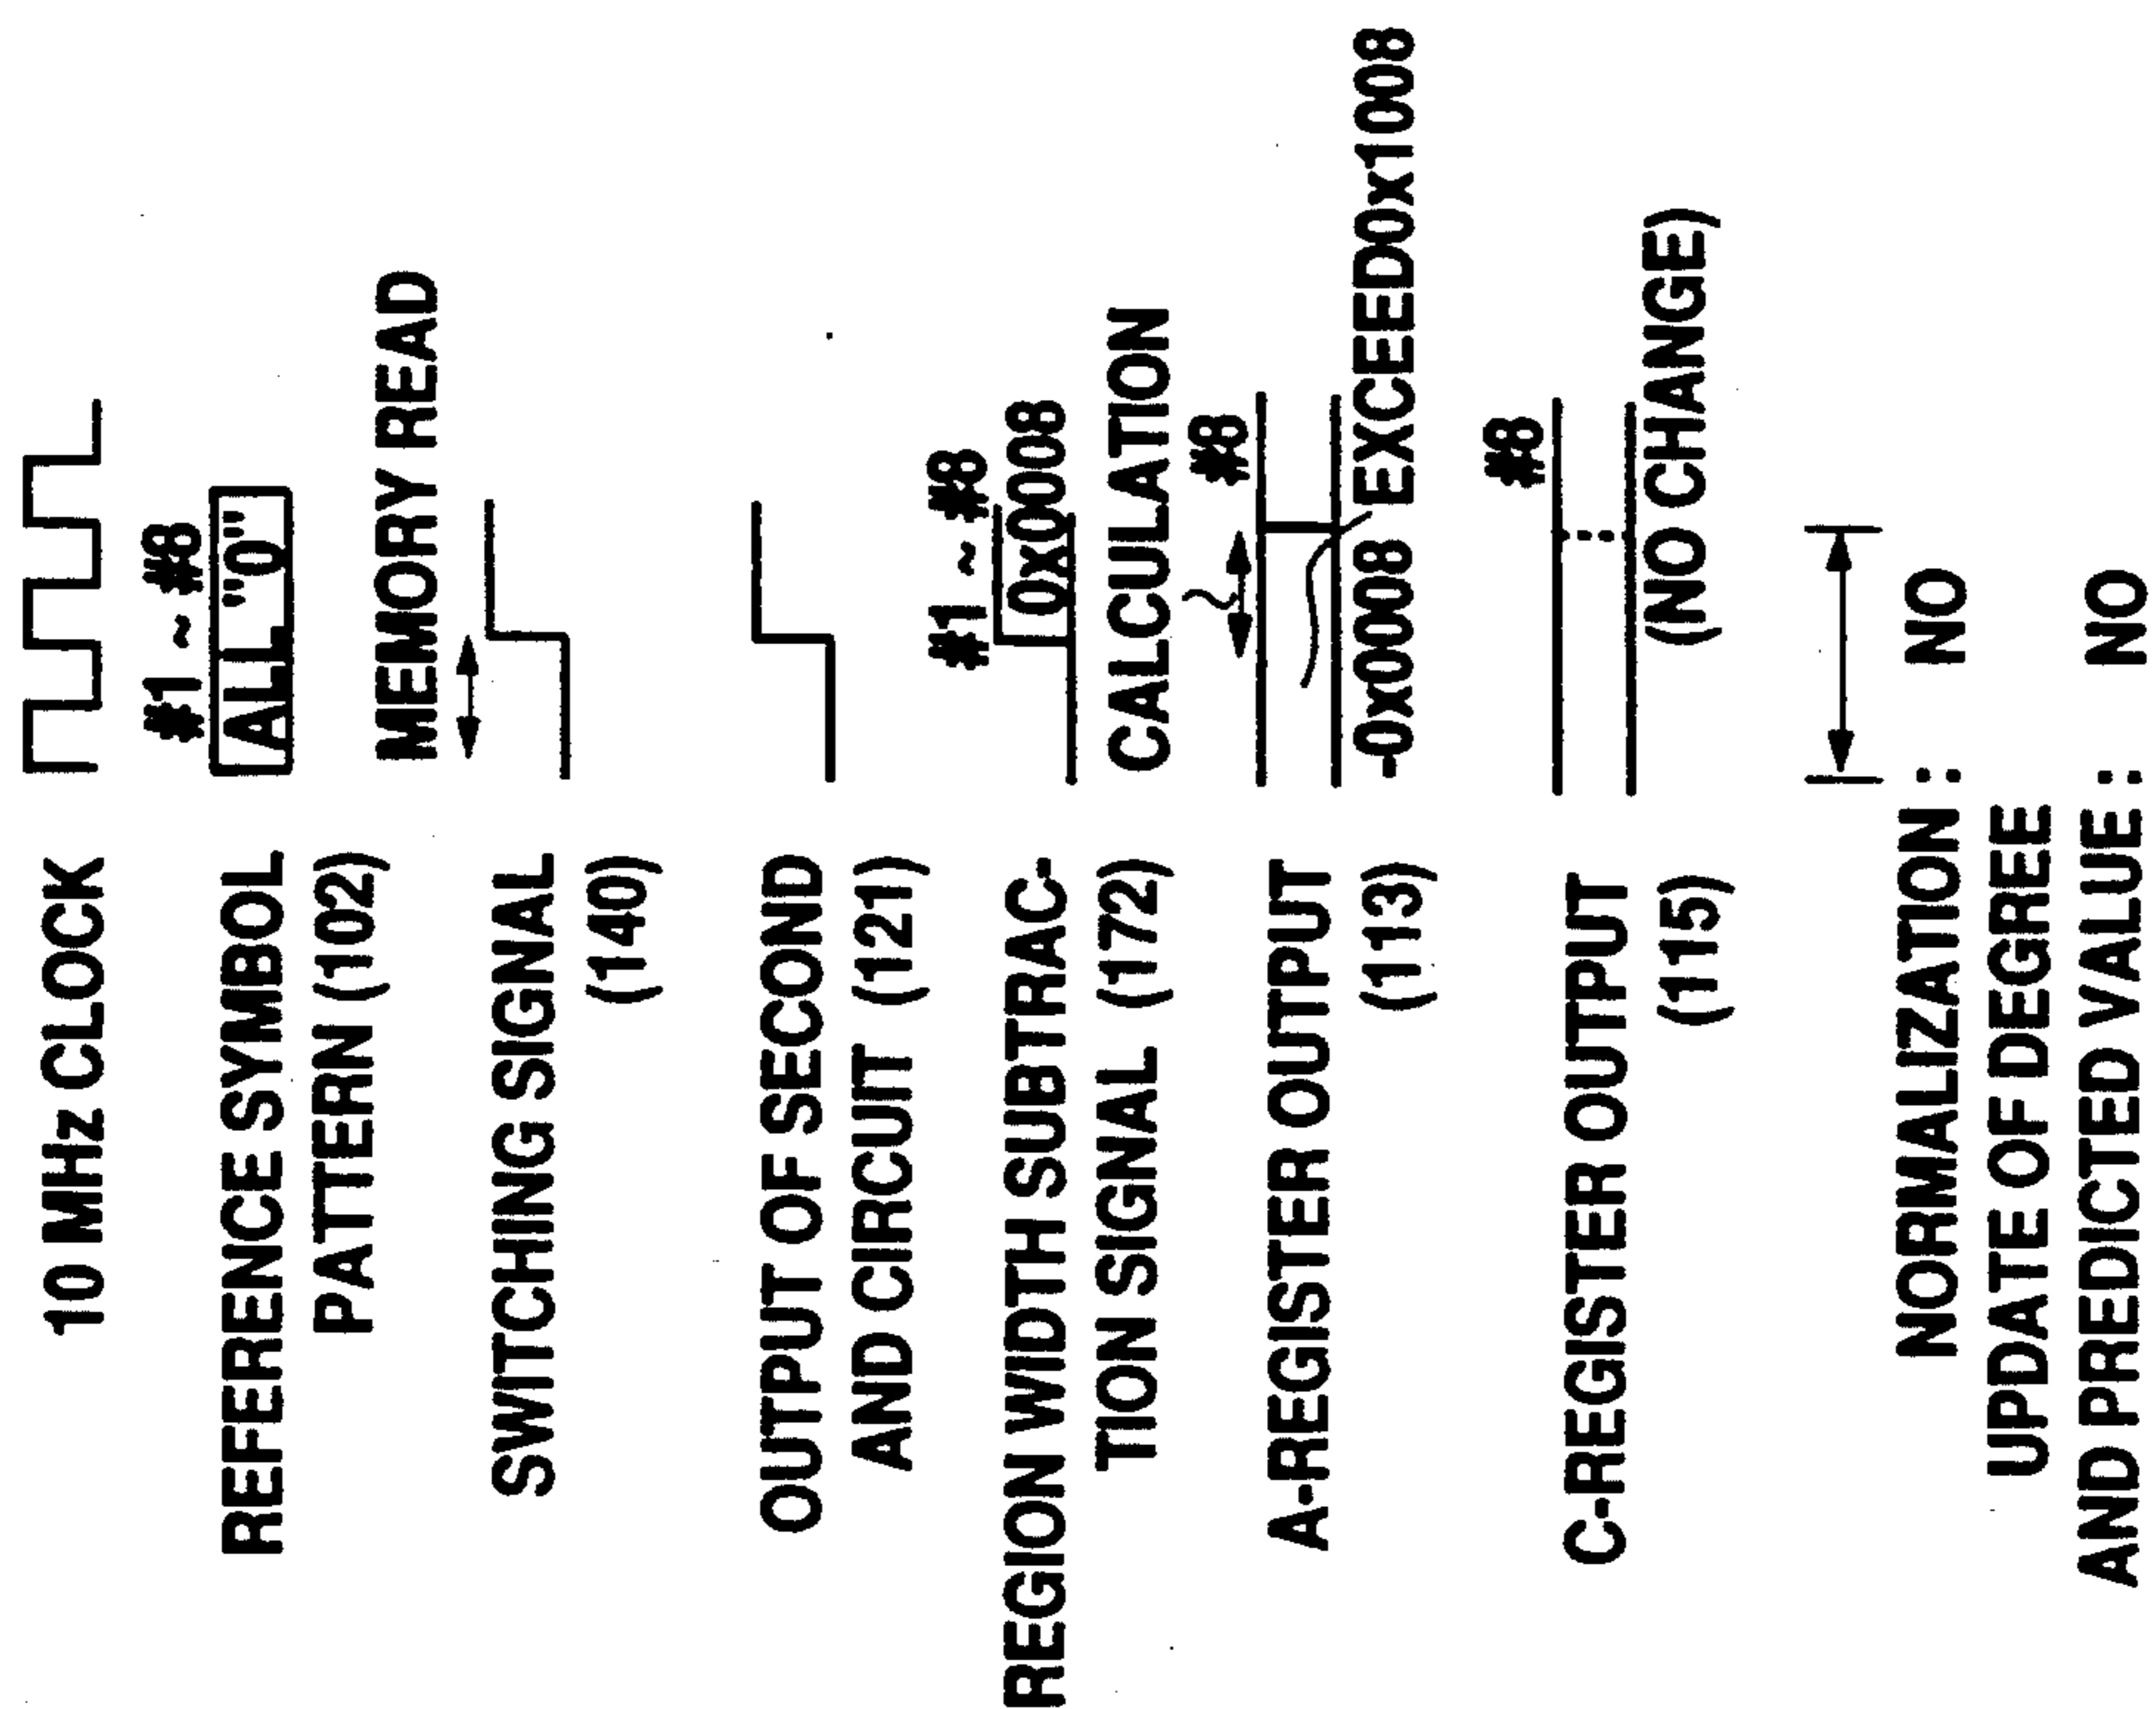 10 MHz CLOCK
#1 ~ #8
REFERENCE SYMBOL
PATTERN (102)
ALL "0"
MEMORY READ
SWITCHING SIGNAL
(140)
OUTPUT OF SECOND
AND CIRCUIT (121)
#1 ~ #8
REGION WIDTH SUBTRAC-
TION SIGNAL (172)
0X0008
CALCULATION
#8
A-REGISTER OUTPUT
(113)
-0x0008 EXCEED0x1008
#8
C-REGISTER OUTPUT
(115)
(NO CHANGE)
NORMALIZATION: NO
UPDATE OF DEGREE
AND PREDICTED VALUE: NO